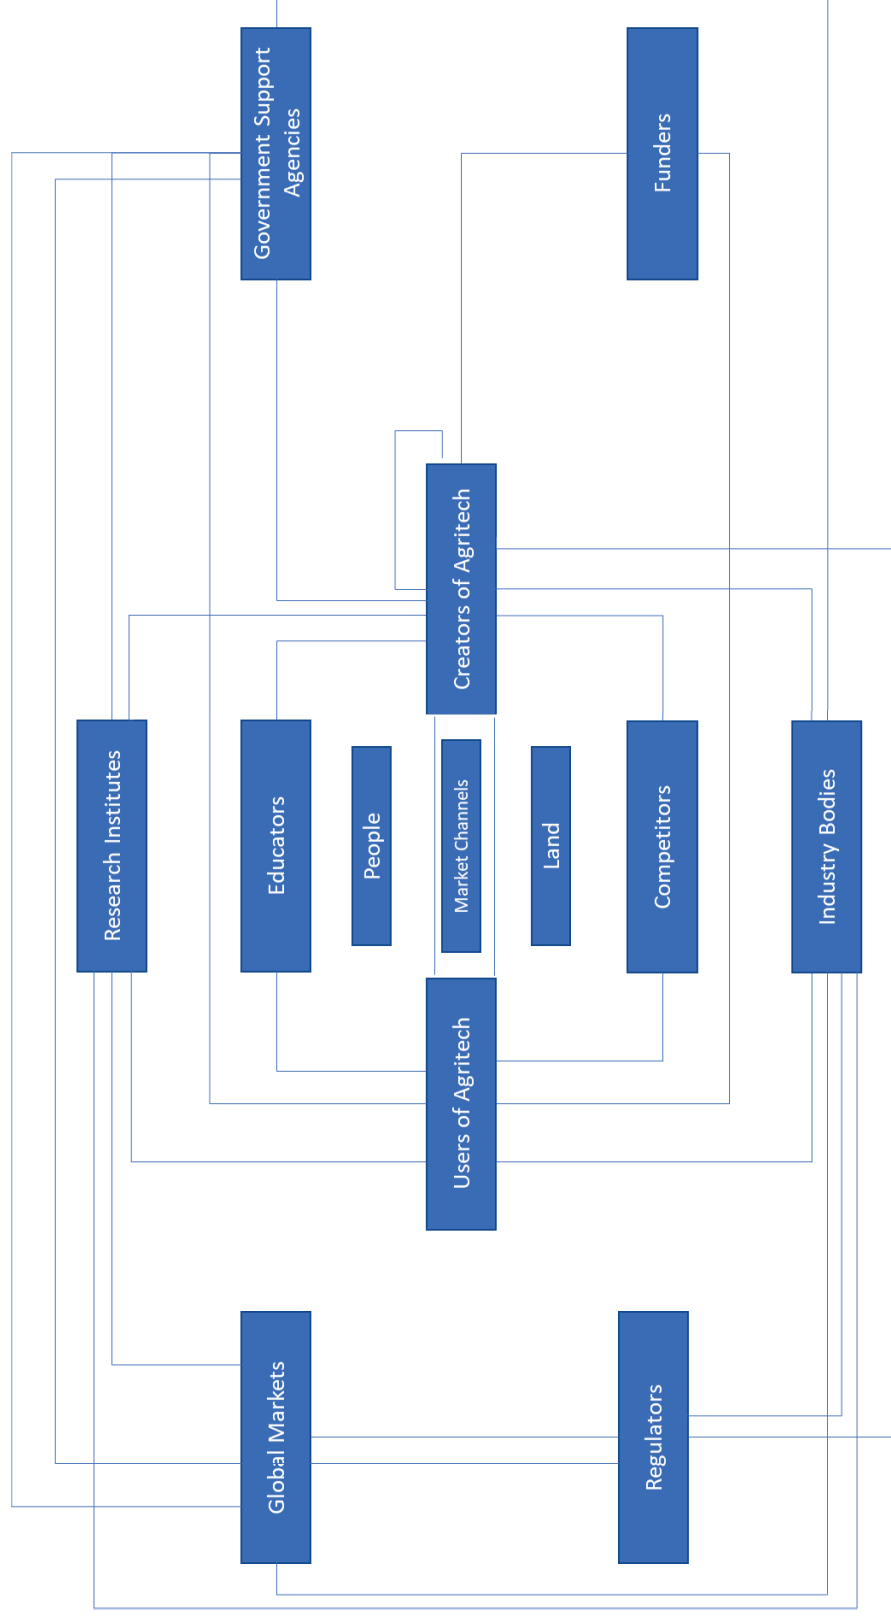 Research Institutes
Global Markets
Educators
Government Support
Agencies
People
Users of Agritech
Market Channels
Creators of Agritech
Land
Regulators
Competitors
Funders
Industry Bodies